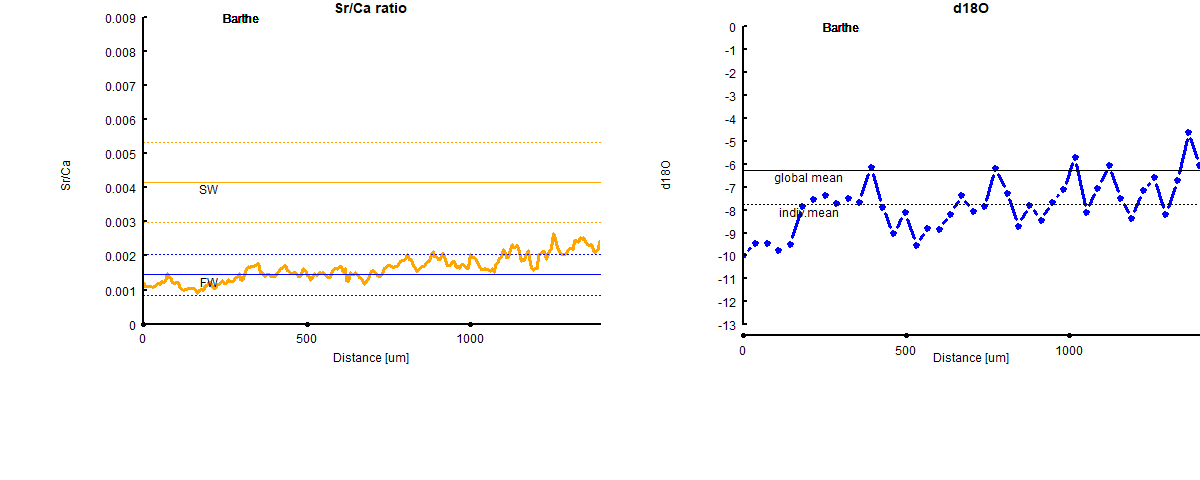 Sr/Ca ratio
Barthe
0.009
0.008
0.007
0.006
0.005
0.004
0.003
0.002
0.001
0
Sr/Ca
SW
FW
0
500
1000
Distance [um]
d18O
Barthe
0
-1
-2
-3
-4
-5
-6
-7
-8
-9
-10
-11
-12
-13
d18O
global mean
indiv.mean
0
500
1000
Distance [um]